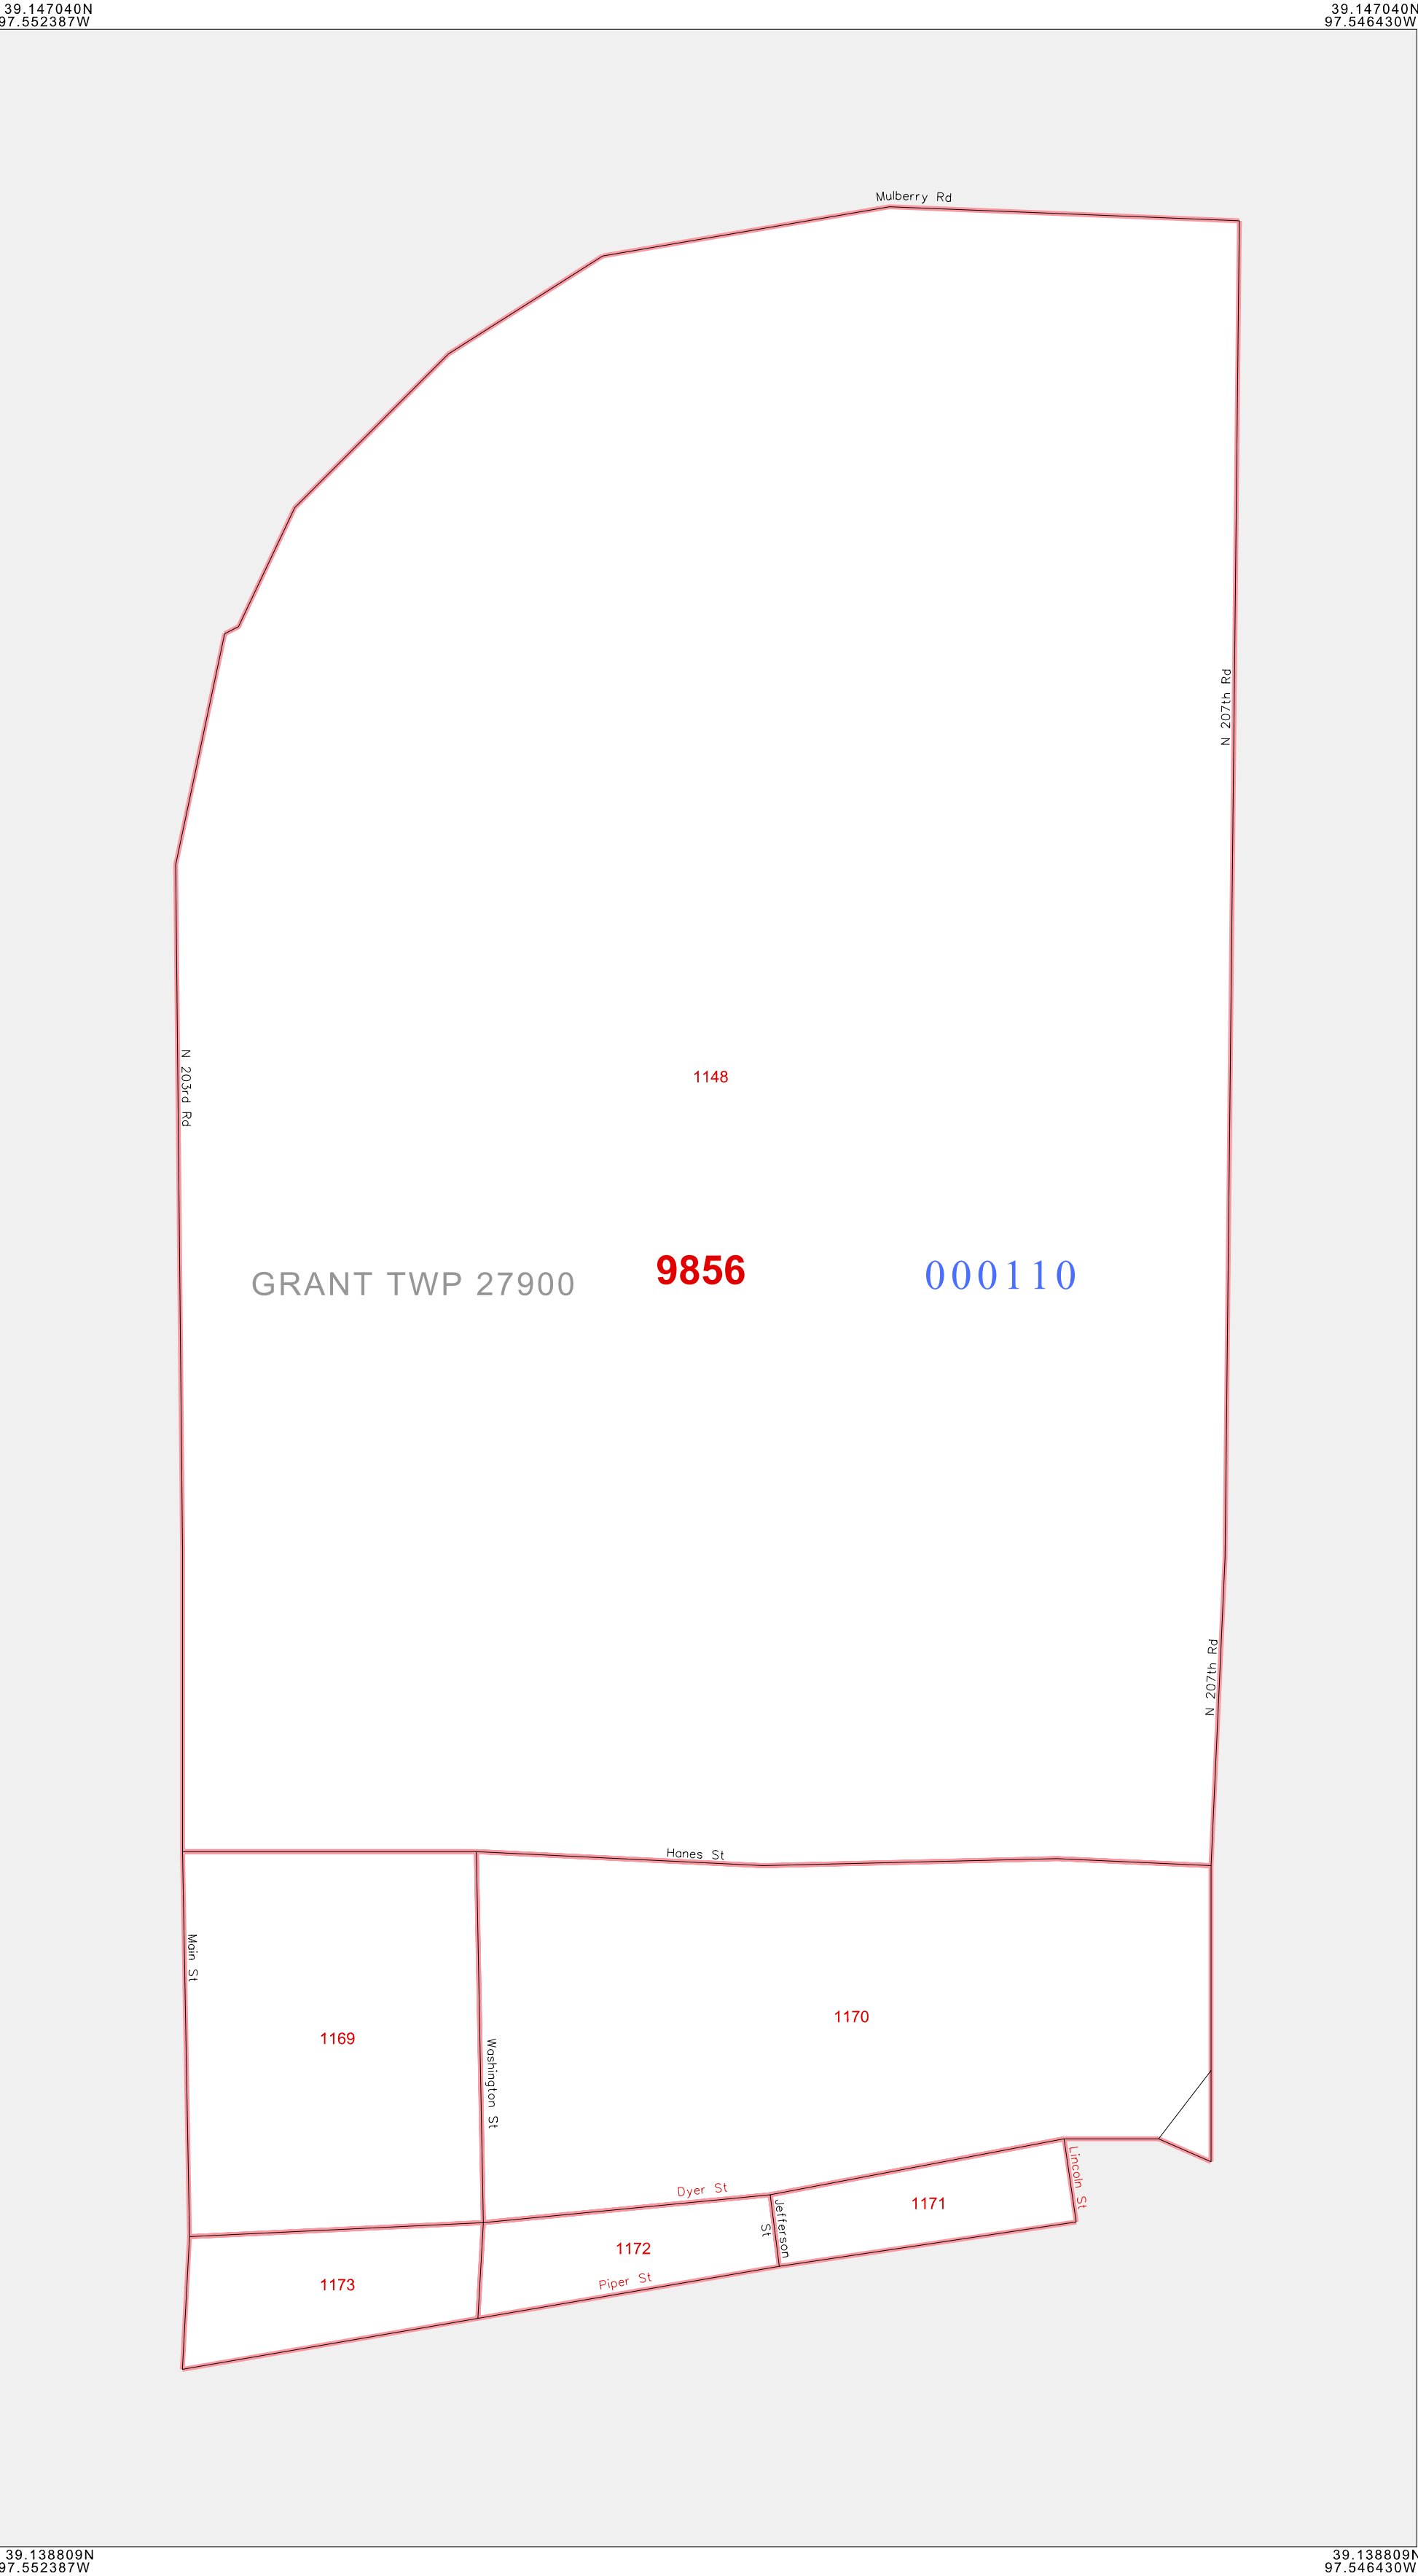 39.147040N
97.552387W
39.147040N
97.546430W
Mulberry Rd
N 207th Rd
N 203rd Rd
1148
GRANT TWP 27900
9856
000110
N 207th Rd
Hanes St
Main St
1170
1169
Washington St
Lincoln St
Dyer St
1171
Jefferson
St
1172
Piper St
1173
39.138809N
97.552387W
39.138809N
97.546430W